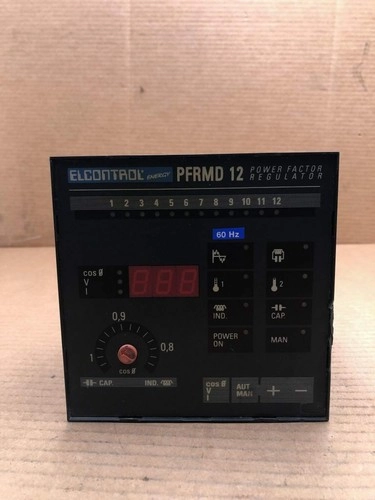 ELCONTROL ENERGY PFRMD 12 POWER FACTOR
REGULATOR
1 2 3 4 5 6 7 8 9 10 11 12
60 Hz
cos ø
V
I
888
1
2
IND.
CAP.
POWER
ON
MAN
0,9
1
0,8
cos ø
CAP. IND.
cos ø
V
I
AUT
MAN
+ −